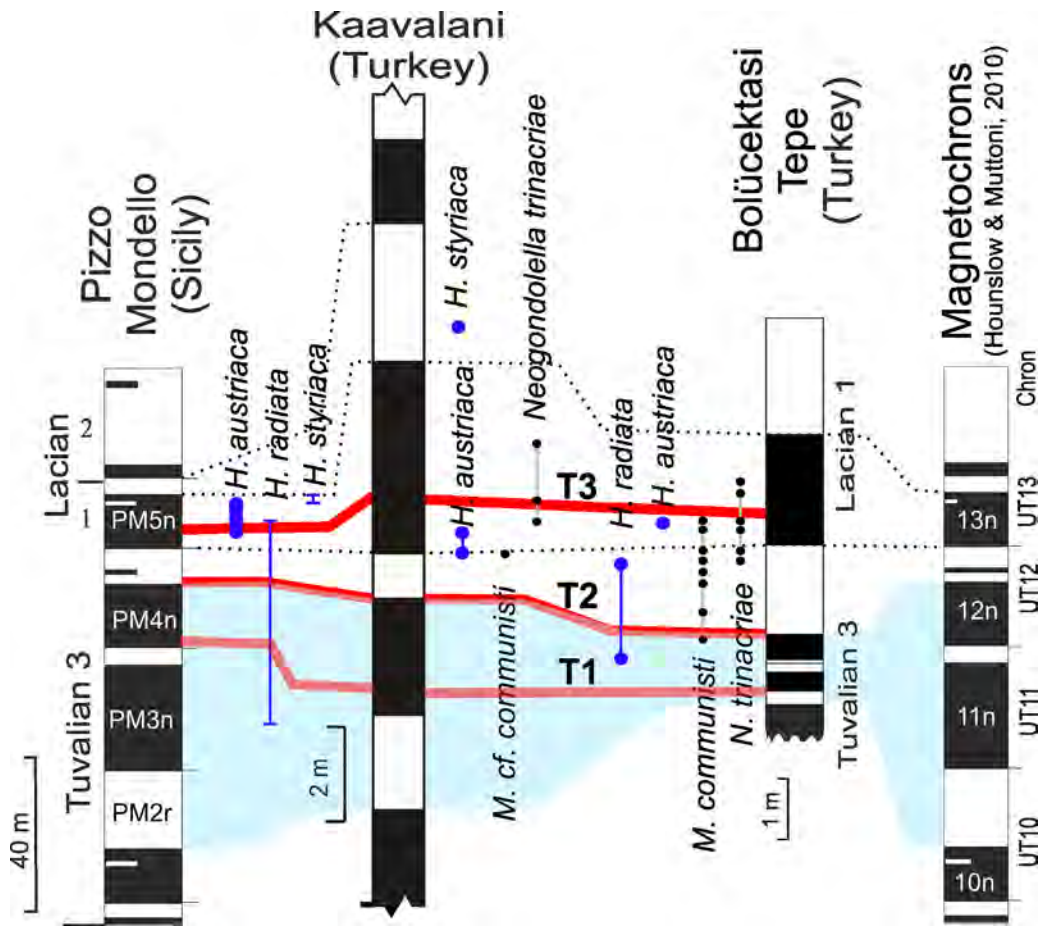 Kaavalani
(Turkey)
Pizzo
Mondello
(Sicily)
Bolücektasi
Tepe
(Turkey)
Magnetochrons
(Hounslow & Muttoni, 2010)
Chron
Lacian
2
1
Tuvalian 3
40 m
PM5n
PM4n
PM3n
PM2r
H. austriaca
H. radiata
H. styriaca
2 m
H. styriaca
H. austriaca
Neogondolella trinacriae
M. cf. communisti
T3
T2
T1
H. radiata
H. austriaca
M. communisti
N. trinacriae
1 m
Lacian 1
Tuvalian 3
13n
12n
11n
10n
UT13
UT12
UT11
UT10